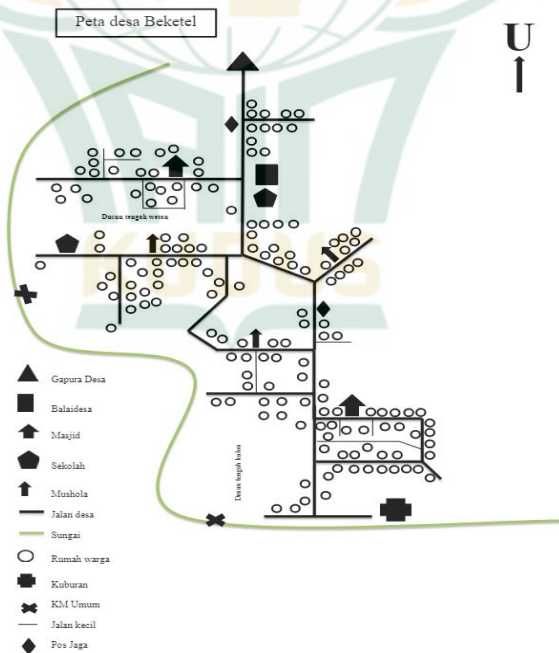 Peta desa Beketel
U
Dusun tengah wetan
KUDUS
Dusun tengah kulon
Gapura Desa
Balaidesa
Masjid
Sekolah
Mushola
Jalan desa
Sungai
Rumah warga
Kuburan
KM Umum
Jalan kecil
Pos Jaga